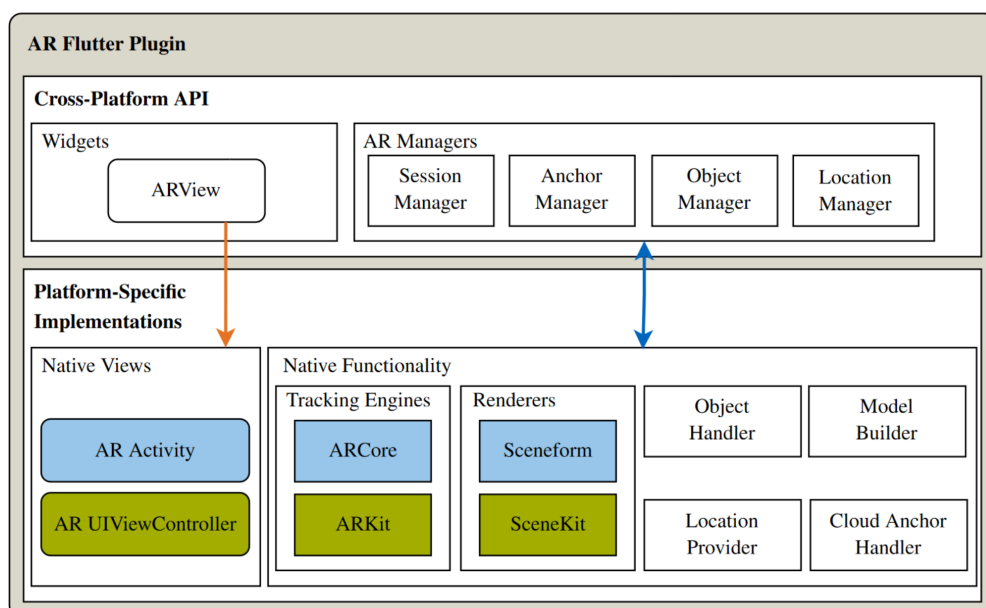 AR Flutter Plugin
Cross-Platform API
Widgets
ARView
AR Managers
Session
Manager
Anchor
Manager
Object
Manager
Location
Manager
Platform-Specific
Implementations
Native Views
AR Activity
AR UIViewController
Native Functionality
Tracking Engines
ARCore
ARKit
Renderers
Sceneform
SceneKit
Object
Handler
Model
Builder
Location
Provider
Cloud Anchor
Handler